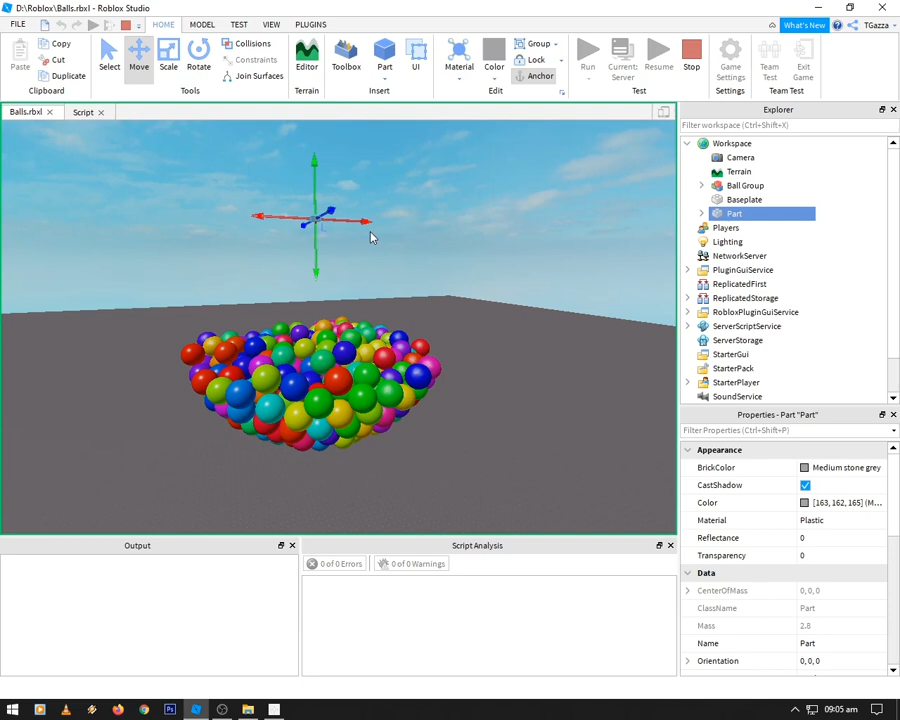 D:\Roblox\Balls.rbxl - Roblox Studio
FILE HOME MODEL TEST VIEW PLUGINS What's New TGazza
Paste Copy Cut Duplicate
Select Move Scale Rotate
Collisions
Constraints
Join Surfaces
Editor Toolbox Part UI Material Color
Group
Lock
Anchor
Run Current: Server Resume Stop
Game Settings Team Test Exit Game
Clipboard Tools Terrain Insert Edit Test Settings Team Test
Balls.rbxl Script
Explorer
Filter workspace (Ctrl+Shift+X)
Workspace
Camera
Terrain
Ball Group
Baseplate
Part
Players
Lighting
NetworkServer
PluginGuiService
ReplicatedFirst
ReplicatedStorage
RobloxPluginGuiService
ServerScriptService
ServerStorage
StarterGui
StarterPack
StarterPlayer
SoundService
Properties - Part "Part"
Filter Properties (Ctrl+Shift+P)
Appearance
BrickColor Medium stone grey
CastShadow
Color [163, 162, 165] (M...
Material Plastic
Reflectance 0
Transparency 0
Data
CenterOfMass 0, 0, 0
ClassName Part
Mass 2.8
Name Part
Orientation 0, 0, 0
Output
Script Analysis
0 of 0 Errors 0 of 0 Warnings
Ps
09:05 am